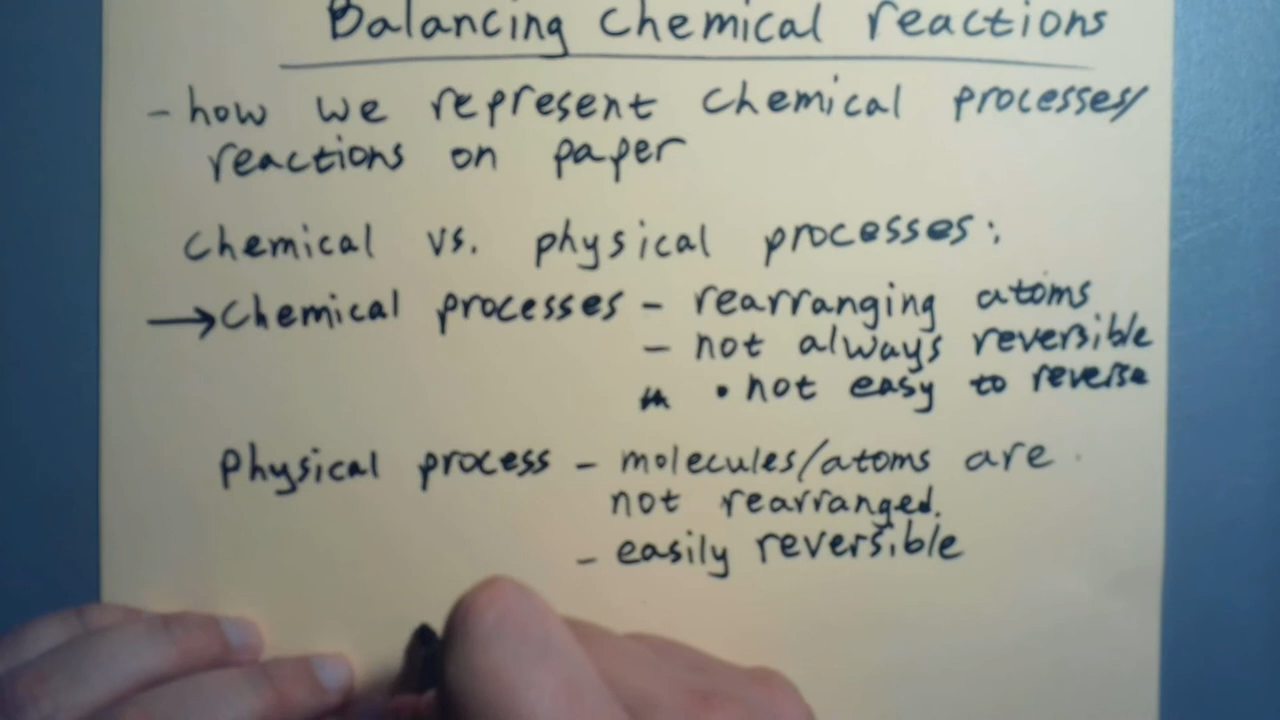 Balancing Chemical reactions
- how we represent Chemical processes/
reactions on paper
Chemical vs. physical processes:
→Chemical processes - rearranging atoms
- not always reversible
• not easy to reverse
Physical process - molecules/atoms are
not rearranged.
- easily reversible